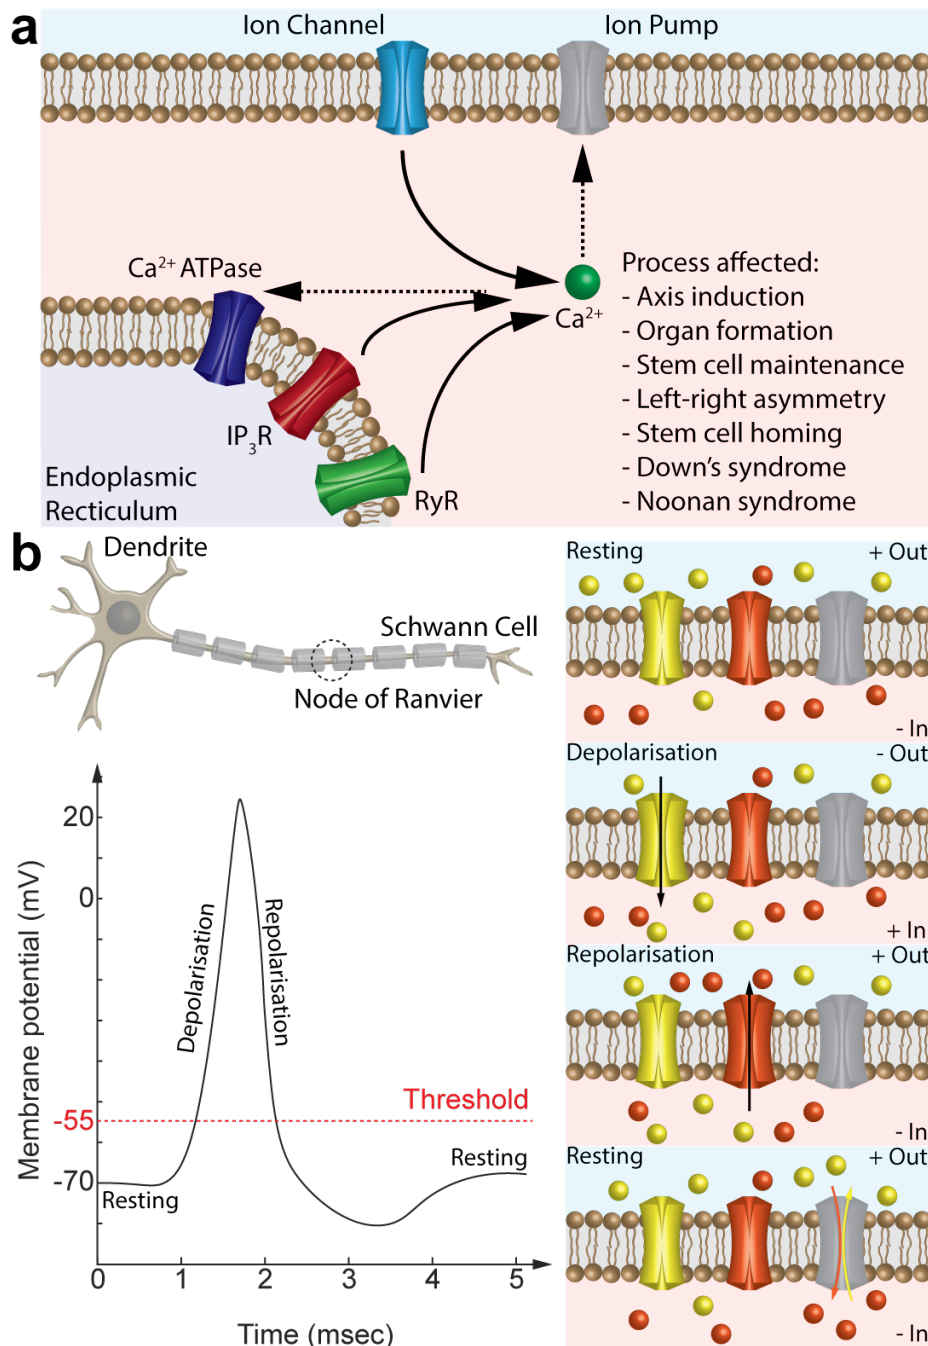 a
Ion Channel
Ion Pump
Ca²⁺ ATPase
IP₃R
RyR
Endoplasmic
Recticulum
Ca²⁺
Process affected:
- Axis induction
- Organ formation
- Stem cell maintenance
- Left-right asymmetry
- Stem cell homing
- Down's syndrome
- Noonan syndrome
b
Dendrite
Schwann Cell
Node of Ranvier
Membrane potential (mV)
20
0
-55
-70
Depolarisation
Repolarisation
Threshold
Resting
Resting
0 1 2 3 4 5
Time (msec)
Resting + Out
- In
Depolarisation - Out
+ In
Repolarisation + Out
- In
Resting + Out
- In